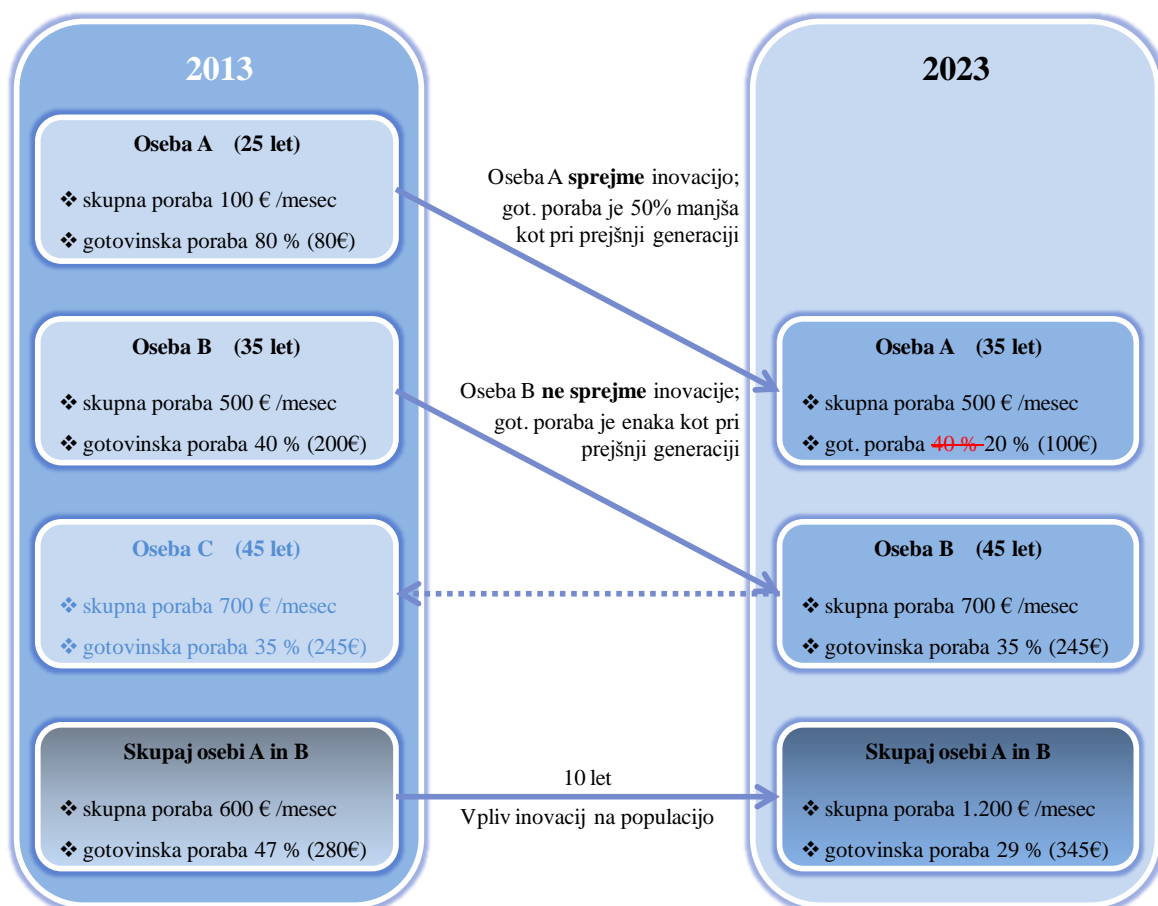 2013
Oseba A (25 let)
❖ skupna poraba 100 € /mesec
❖ gotovinska poraba 80 % (80€)
Oseba B (35 let)
❖ skupna poraba 500 € /mesec
❖ gotovinska poraba 40 % (200€)
Oseba C (45 let)
❖ skupna poraba 700 € /mesec
❖ gotovinska poraba 35 % (245€)
Skupaj osebi A in B
❖ skupna poraba 600 € /mesec
❖ gotovinska poraba 47 % (280€)
Oseba A sprejme inovacijo;
got. poraba je 50% manjša
kot pri prejšnji generaciji
Oseba B ne sprejme inovacije;
got. poraba je enaka kot pri
prejšnji generaciji
10 let
Vpliv inovacij na populacijo
2023
Oseba A (35 let)
❖ skupna poraba 500 € /mesec
❖ got. poraba 40 % 20 % (100€)
Oseba B (45 let)
❖ skupna poraba 700 € /mesec
❖ gotovinska poraba 35 % (245€)
Skupaj osebi A in B
❖ skupna poraba 1.200 € /mesec
❖ gotovinska poraba 29 % (345€)